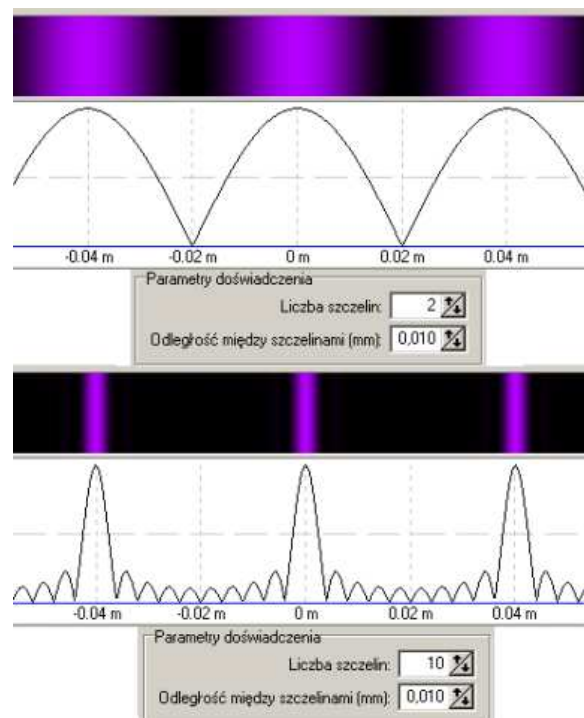 -0.04 m -0.02 m 0 m 0.02 m 0.04 m
Parametry doświadczenia
Liczba szczelin: 2
Odległość między szczelinami (mm): 0,010
-0.04 m -0.02 m 0 m 0.02 m 0.04 m
Parametry doświadczenia
Liczba szczelin: 10
Odległość między szczelinami (mm): 0,010